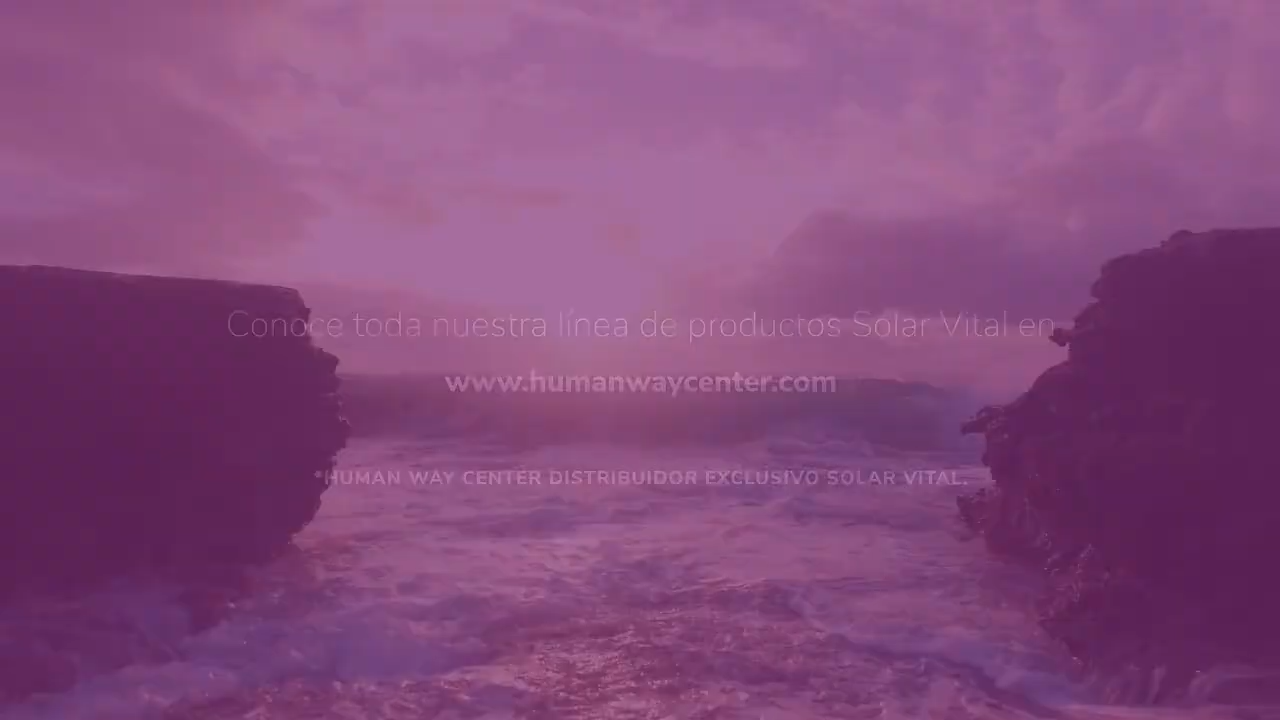 Conoce toda nuestra línea de productos Solar Vital en
www.humanwaycenter.com
*HUMAN WAY CENTER DISTRIBUIDOR EXCLUSIVO SOLAR VITAL.